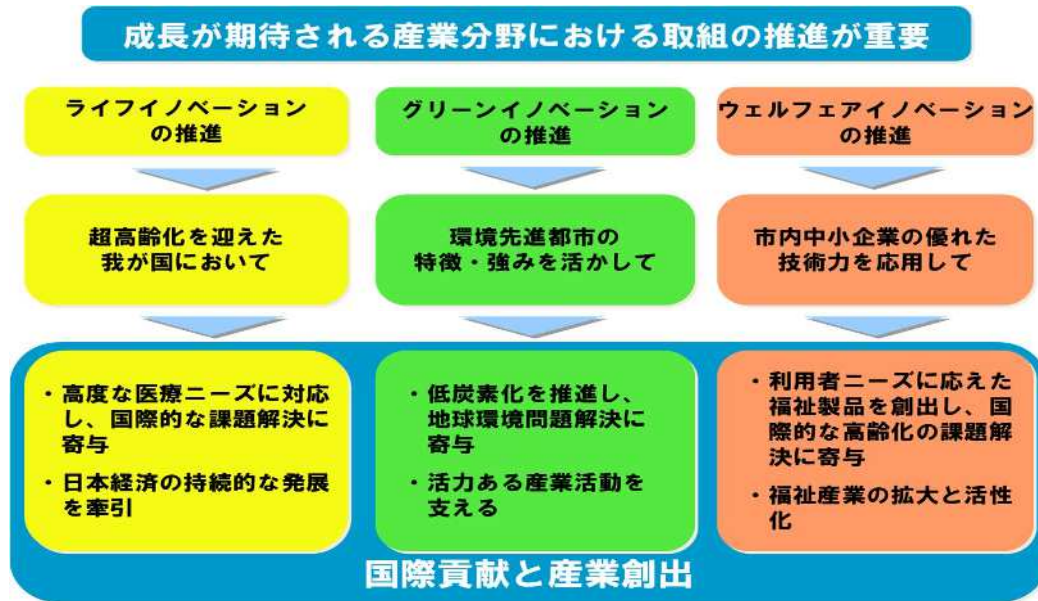 成長が期待される産業分野における取組の推進が重要
ライフイノベーション
の推進
グリーンイノベーション
の推進
ウェルフェアイノベーション
の推進
超高齢化を迎えた
我が国において
環境先進都市の
特徴・強みを活かして
市内中小企業の優れた
技術力を応用して
・高度な医療ニーズに対応
し、国際的な課題解決に
寄与
・日本経済の持続的な発展
を牽引
・低炭素化を推進し、
地球環境問題解決に
寄与
・活力ある産業活動を
支える
・利用者ニーズに応えた
福祉製品を創出し、国
際的な高齢化の課題解
決に寄与
・福祉産業の拡大と活性
化
国際貢献と産業創出